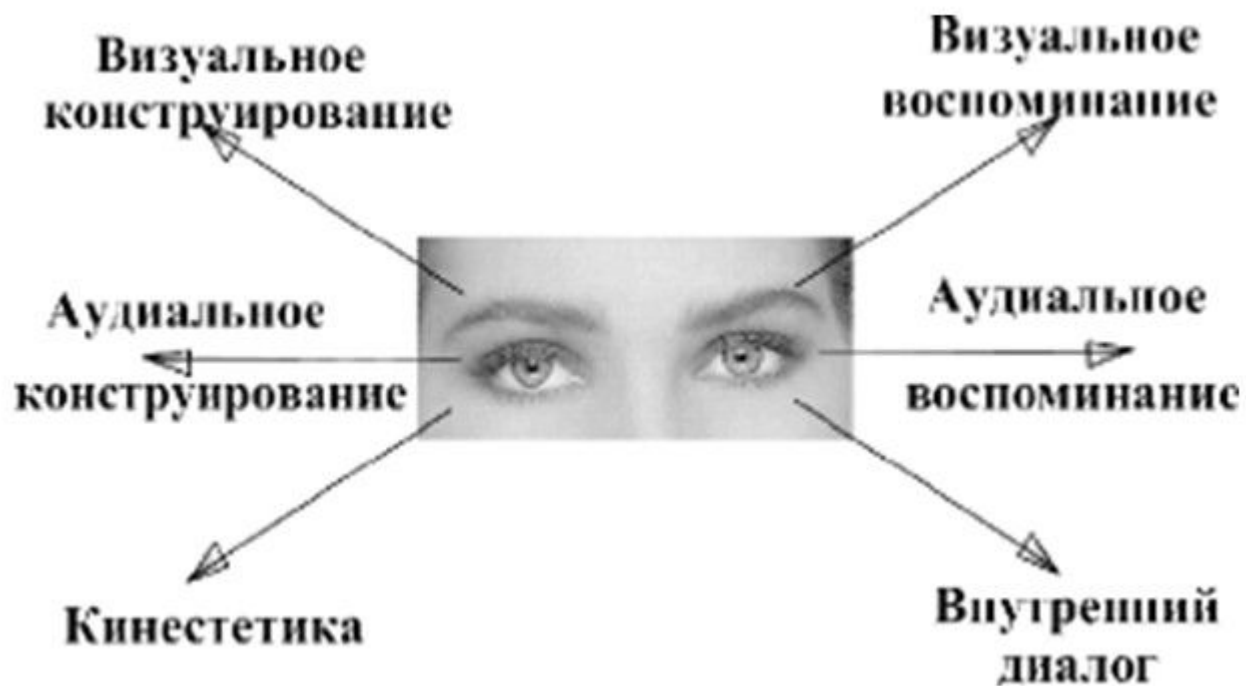 Визуальное
конструирование
Визуальное
воспоминание
Аудиальное
конструирование
Аудиальное
воспоминание
Кинестетика
Внутренний
диалог